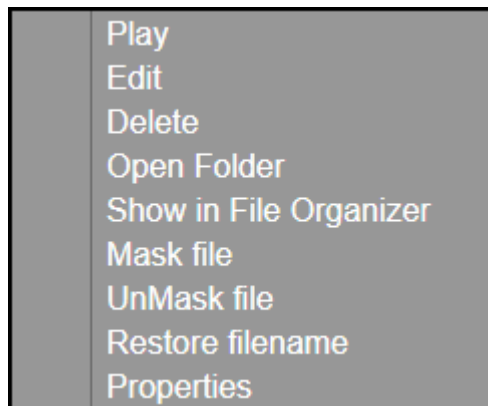 Play
Edit
Delete
Open Folder
Show in File Organizer
Mask file
UnMask file
Restore filename
Properties